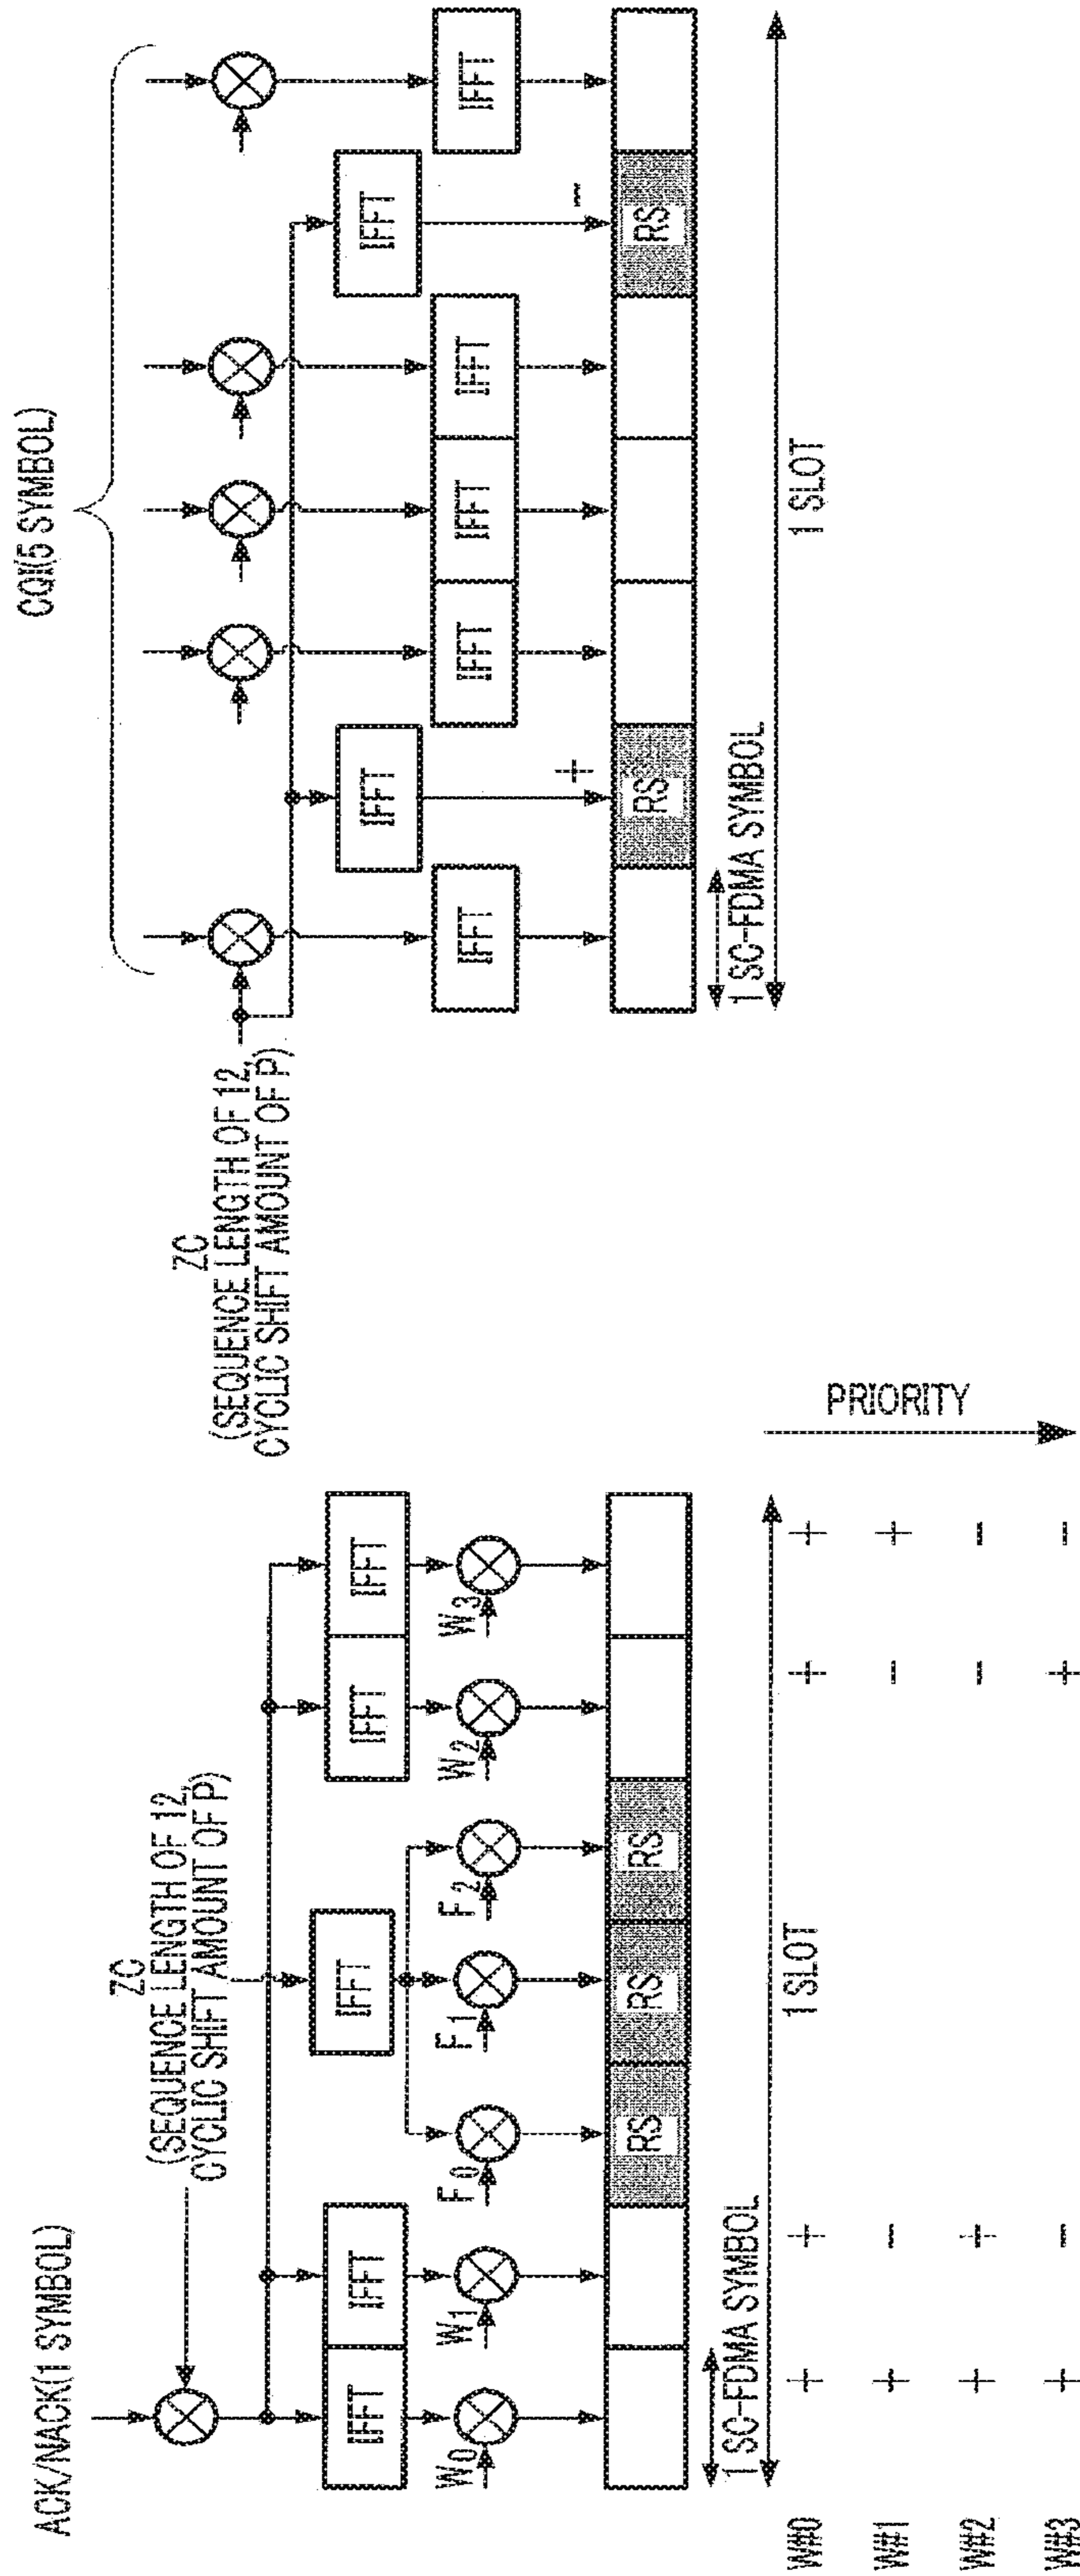 ACK/NACK(1 SYMBOL)
ZC
(SEQUENCE LENGTH OF 12,
CYCLIC SHIFT AMOUNT OF P)
IFFT
IFFT
IFFT
IFFT
IFFT
W0
W1
F0
F1
F2
W2
W3
RS
RS
RS
1 SC-FDMA SYMBOL
1 SLOT
W#0 + + + +
W#1 + - - +
W#2 + + - -
W#3 + - + -
PRIORITY
CQI(5 SYMBOL)
ZC
(SEQUENCE LENGTH OF 12,
CYCLIC SHIFT AMOUNT OF P)
IFFT
IFFT
IFFT
IFFT
IFFT
IFFT
IFFT
+
-
RS
RS
1 SC-FDMA SYMBOL
1 SLOT